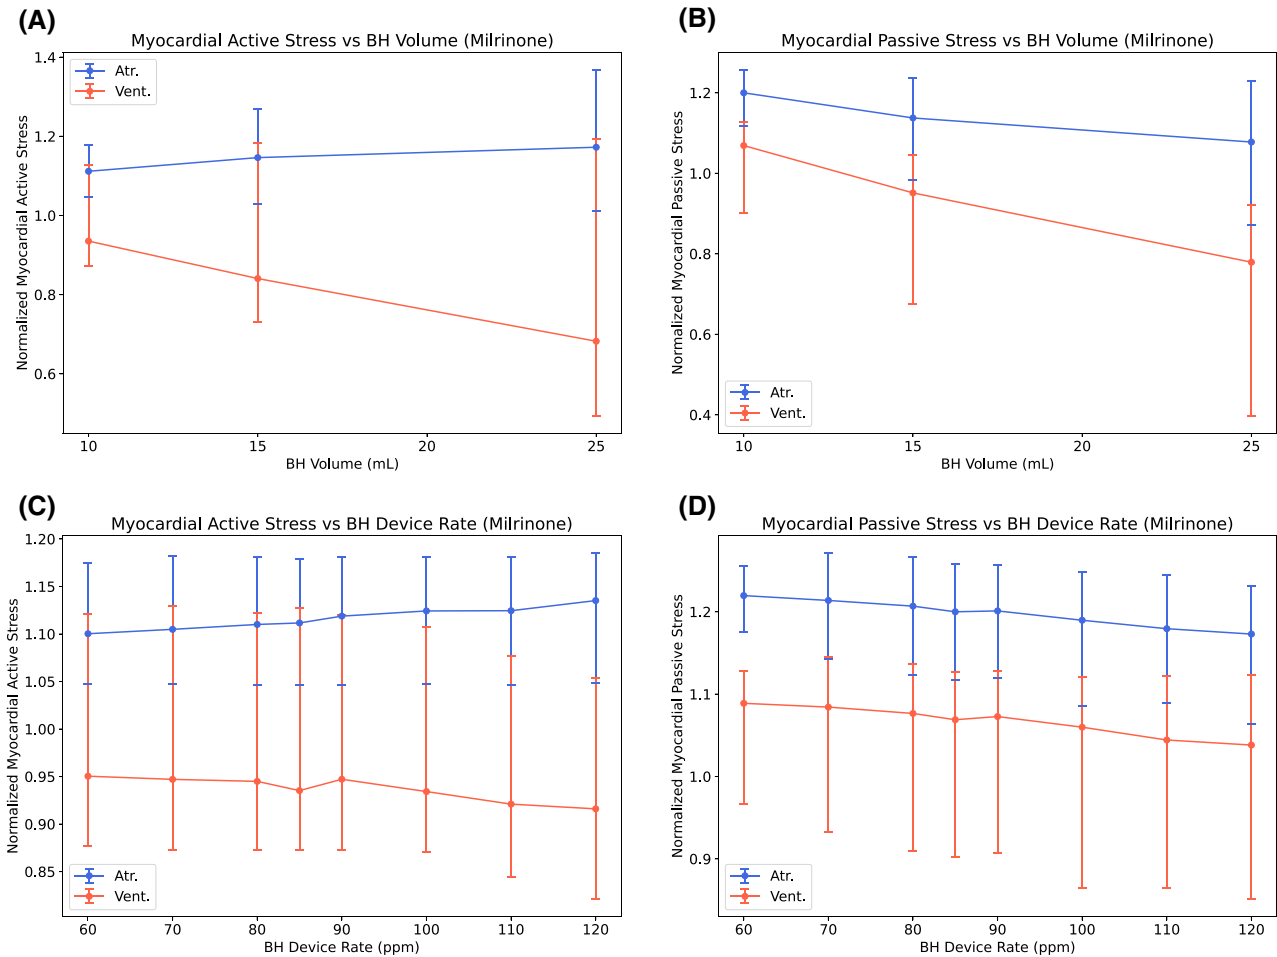 (A)
Myocardial Active Stress vs BH Volume (Milrinone)
Normalized Myocardial Active Stress
1.4
1.2
1.0
0.8
0.6
Atr.
Vent.
10
15
20
25
BH Volume (mL)
(B)
Myocardial Passive Stress vs BH Volume (Milrinone)
Normalized Myocardial Passive Stress
1.2
1.0
0.8
0.6
0.4
Atr.
Vent.
10
15
20
25
BH Volume (mL)
(C)
Myocardial Active Stress vs BH Device Rate (Milrinone)
Normalized Myocardial Active Stress
1.20
1.15
1.10
1.05
1.00
0.95
0.90
0.85
Atr.
Vent.
60
70
80
90
100
110
120
BH Device Rate (ppm)
(D)
Myocardial Passive Stress vs BH Device Rate (Milrinone)
Normalized Myocardial Passive Stress
1.2
1.1
1.0
0.9
Atr.
Vent.
60
70
80
90
100
110
120
BH Device Rate (ppm)